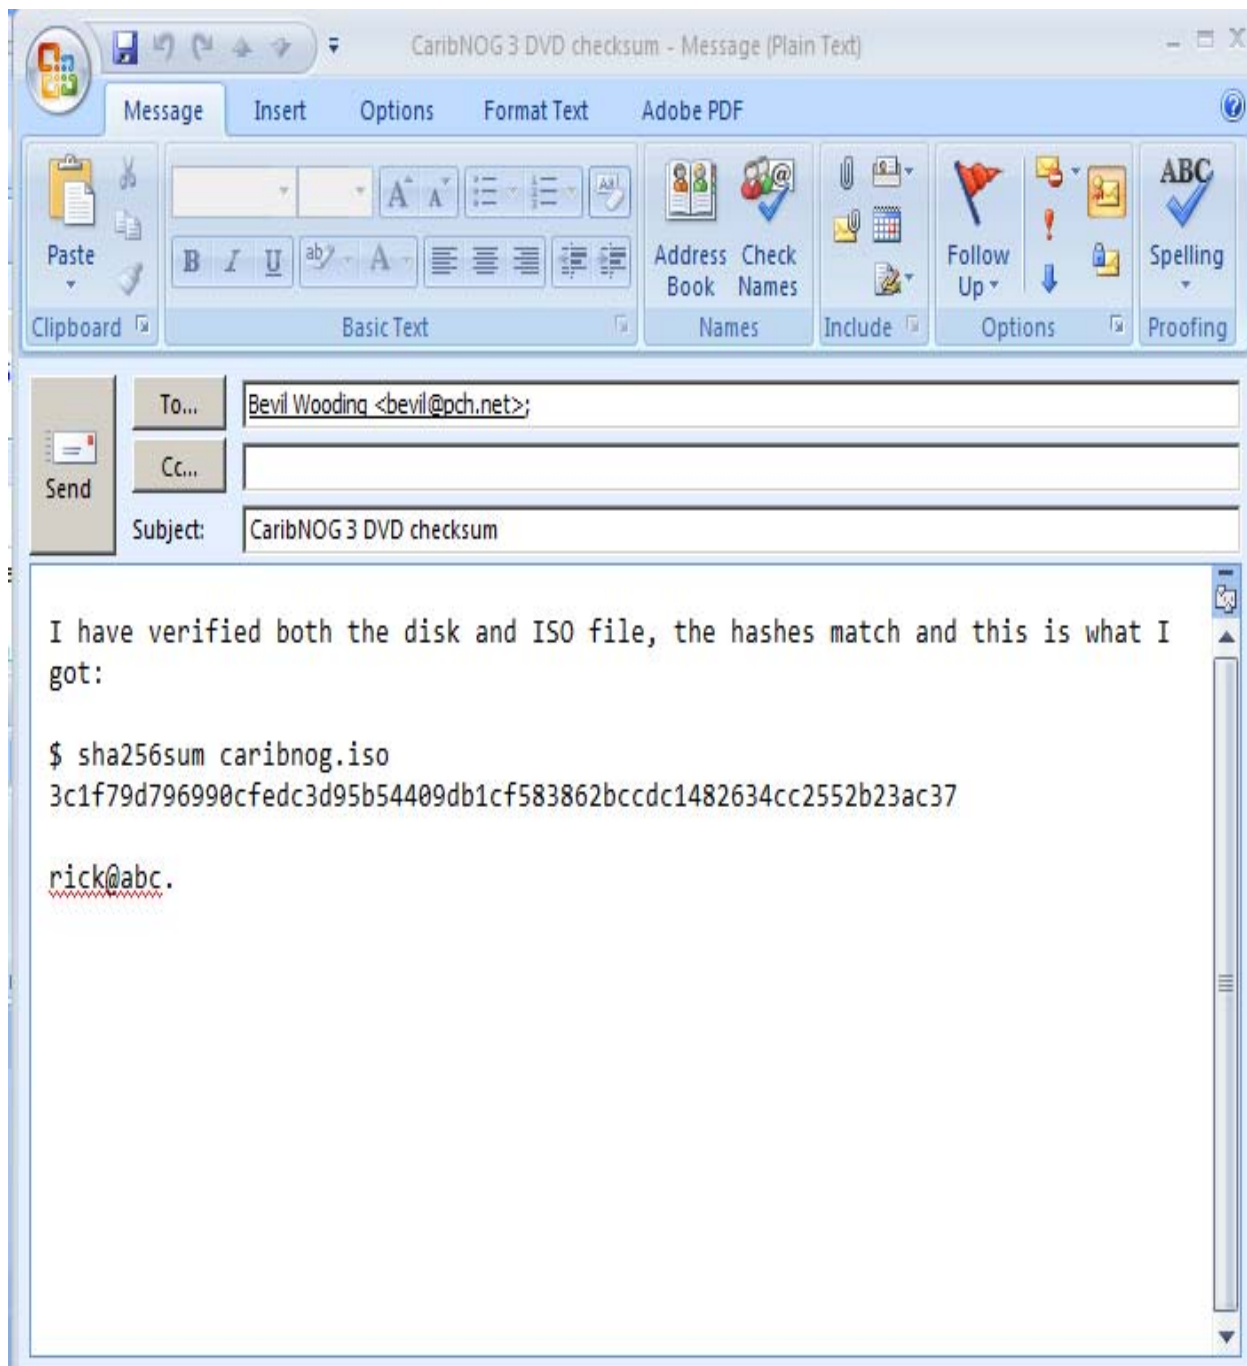 CaribNOG 3 DVD checksum - Message (Plain Text)
Message Insert Options Format Text Adobe PDF
Paste
Clipboard
B I U ab A
Basic Text
Address Book
Check Names
Names
Include
Follow Up
Options
ABC
Spelling
Proofing
Send
To...
Bevil Wooding <bevil@pch.net>;
Cc...
Subject:
CaribNOG 3 DVD checksum
I have verified both the disk and ISO file, the hashes match and this is what I
got:
$ sha256sum caribnog.iso
3c1f79d796990cfedc3d95b54409db1cf583862bccdc1482634cc2552b23ac37
rick@abc.